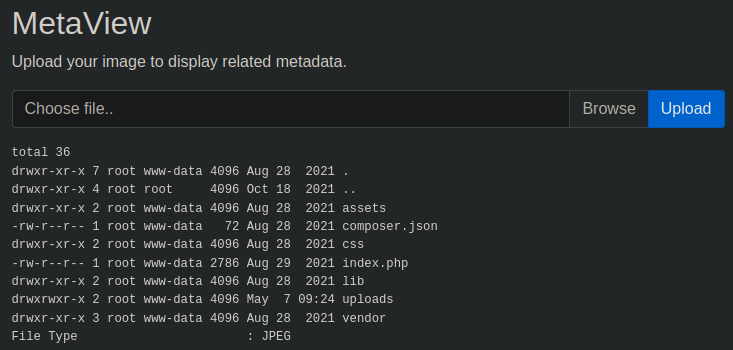 MetaView
Upload your image to display related metadata.
Choose file.. Browse Upload
total 36
drwxr-xr-x 7 root www-data 4096 Aug 28  2021 .
drwxr-xr-x 4 root root     4096 Oct 18  2021 ..
drwxr-xr-x 2 root www-data 4096 Aug 28  2021 assets
-rw-r--r-- 1 root www-data   72 Aug 28  2021 composer.json
drwxr-xr-x 2 root www-data 4096 Aug 28  2021 css
-rw-r--r-- 1 root www-data 2786 Aug 29  2021 index.php
drwxr-xr-x 2 root www-data 4096 Aug 28  2021 lib
drwxrwxr-x 2 root www-data 4096 May  7 09:24 uploads
drwxr-xr-x 3 root www-data 4096 Aug 28  2021 vendor
File Type                       : JPEG